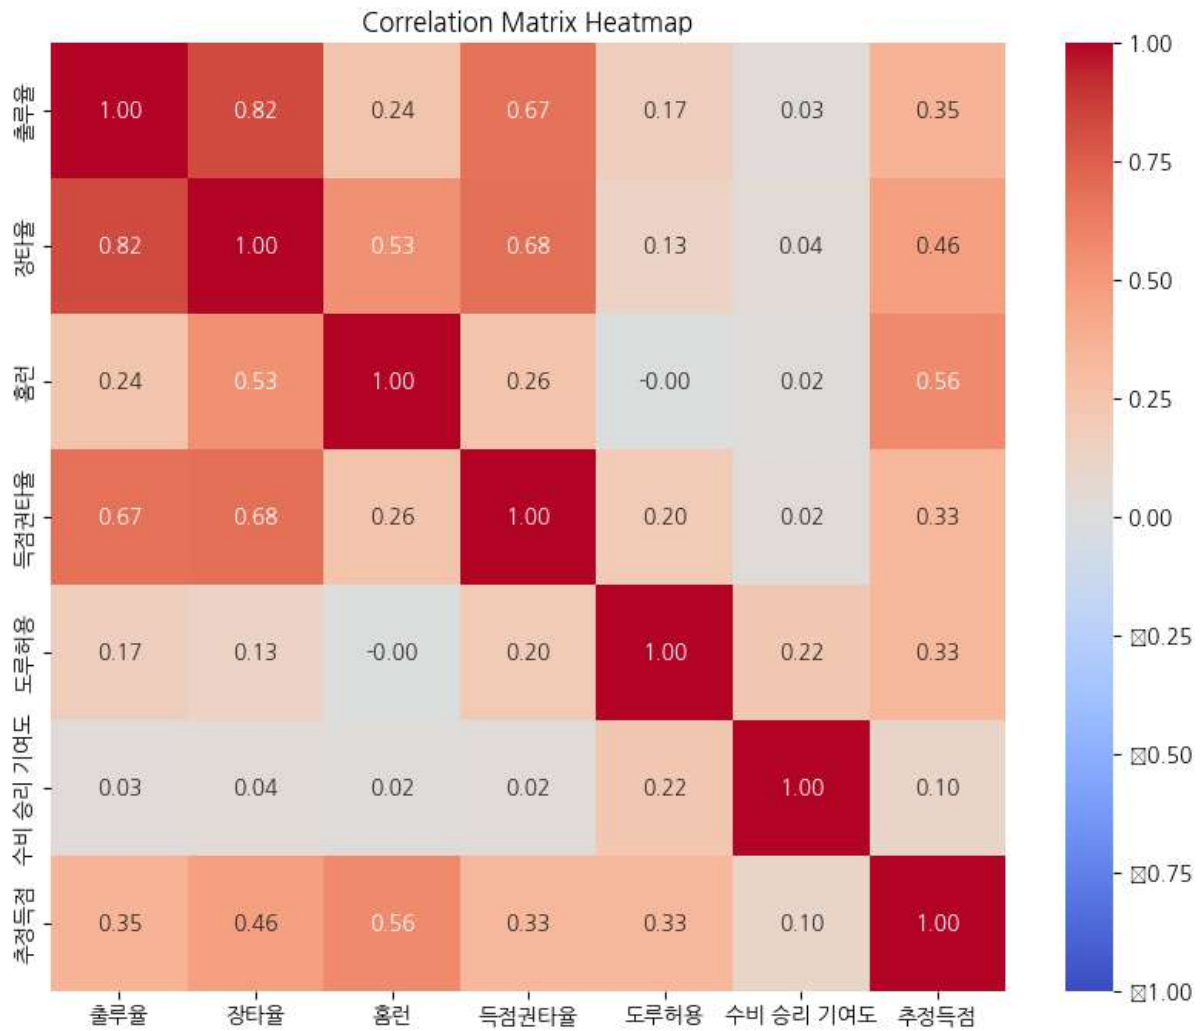 Correlation Matrix Heatmap
출루율 1.00 0.82 0.24 0.67 0.17 0.03 0.35
장타율 0.82 1.00 0.53 0.68 0.13 0.04 0.46
홈런 0.24 0.53 1.00 0.26 -0.00 0.02 0.56
득점권타율 0.67 0.68 0.26 1.00 0.20 0.02 0.33
도루허용 0.17 0.13 -0.00 0.20 1.00 0.22 0.33
수비 승리 기여도 0.03 0.04 0.02 0.02 0.22 1.00 0.10
추정득점 0.35 0.46 0.56 0.33 0.33 0.10 1.00
출루율 장타율 홈런 득점권타율 도루허용 수비 승리 기여도 추정득점
1.00
0.75
0.50
0.25
0.00
0.25
0.50
0.75
1.00